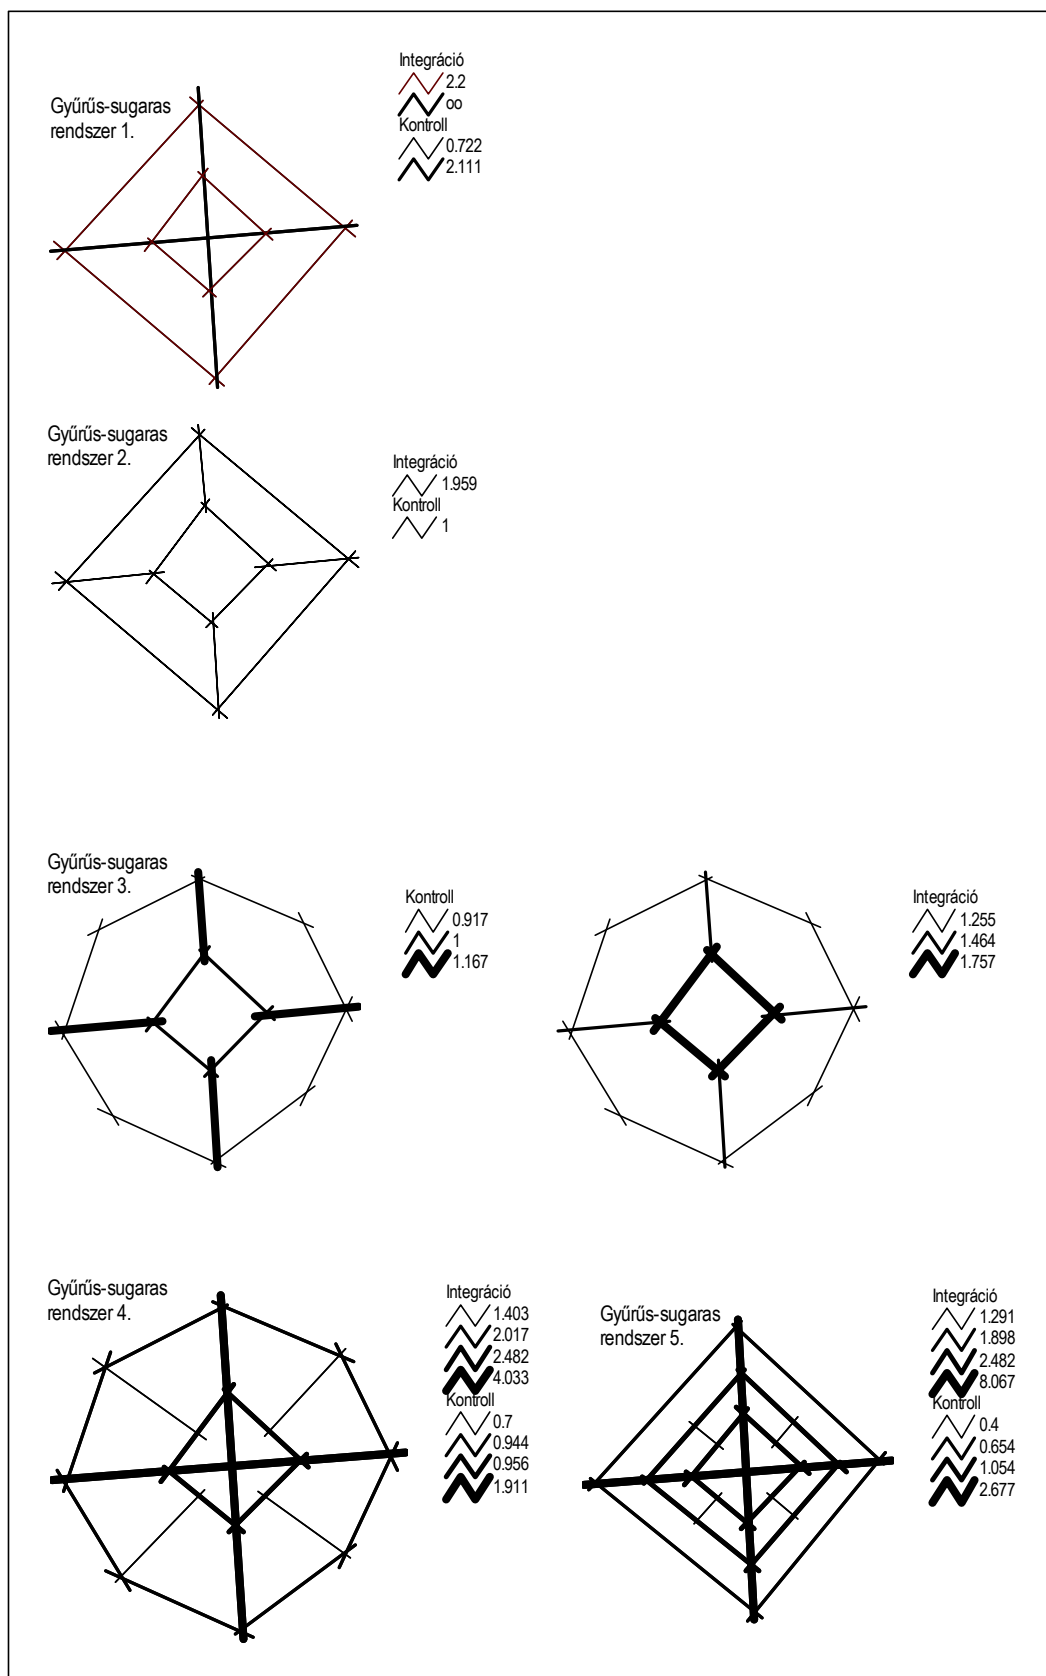 Gyűrűs-sugaras
rendszer 1.
Integráció
2.2
oo
Kontroll
0.722
2.111
Gyűrűs-sugaras
rendszer 2.
Integráció
1.959
Kontroll
1
Gyűrűs-sugaras
rendszer 3.
Kontroll
0.917
1
1.167
Integráció
1.255
1.464
1.757
Gyűrűs-sugaras
rendszer 4.
Integráció
1.403
2.017
2.482
4.033
Kontroll
0.7
0.944
0.956
1.911
Gyűrűs-sugaras
rendszer 5.
Integráció
1.291
1.898
2.482
8.067
Kontroll
0.4
0.654
1.054
2.677